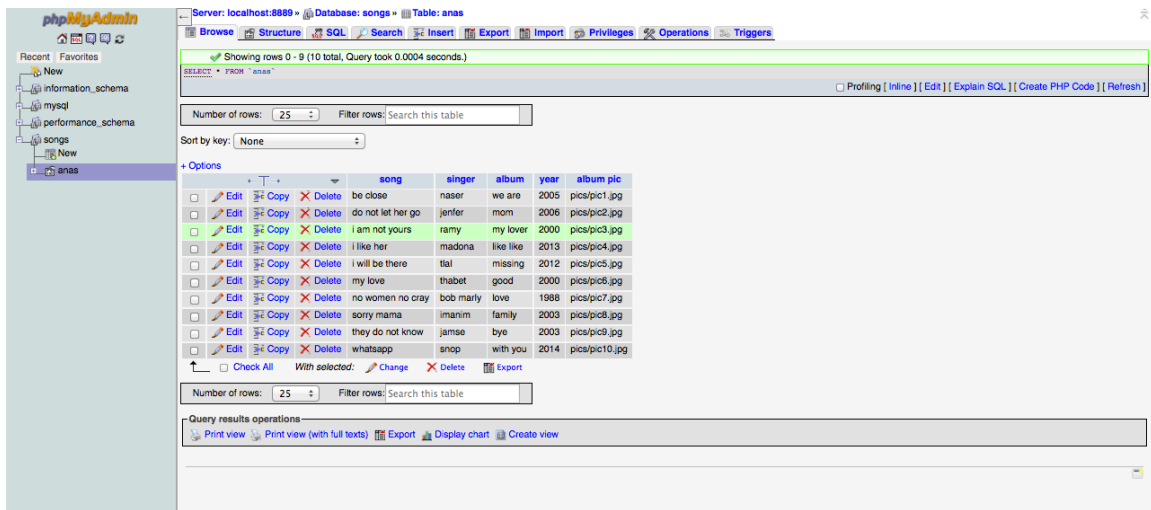 phpMyAdmin
Recent Favorites
New
information_schema
mysql
performance_schema
songs
New
anas
Server: localhost:8889 » Database: songs » Table: anas
Browse Structure SQL Search Insert Export Import Privileges Operations Triggers
Showing rows 0 - 9 (10 total, Query took 0.0004 seconds.)
SELECT * FROM `anas`
Profiling [ Inline ] [ Edit ] [ Explain SQL ] [ Create PHP Code ] [ Refresh ]
Number of rows: 25 Filter rows: Search this table
Sort by key: None
+ Options
song singer album year album pic
Edit Copy Delete be close naser we are 2005 pics/pic1.jpg
Edit Copy Delete do not let her go jenfer mom 2006 pics/pic2.jpg
Edit Copy Delete i am not yours ramy my lover 2000 pics/pic3.jpg
Edit Copy Delete i like her madona like like 2013 pics/pic4.jpg
Edit Copy Delete i will be there tlal missing 2012 pics/pic5.jpg
Edit Copy Delete my love thabet good 2000 pics/pic6.jpg
Edit Copy Delete no women no cray bob marly love 1988 pics/pic7.jpg
Edit Copy Delete sorry mama imanim family 2003 pics/pic8.jpg
Edit Copy Delete they do not know jamse bye 2003 pics/pic9.jpg
Edit Copy Delete whatsapp snop with you 2014 pics/pic10.jpg
Check All With selected: Change Delete Export
Number of rows: 25 Filter rows: Search this table
Query results operations
Print view Print view (with full texts) Export Display chart Create view